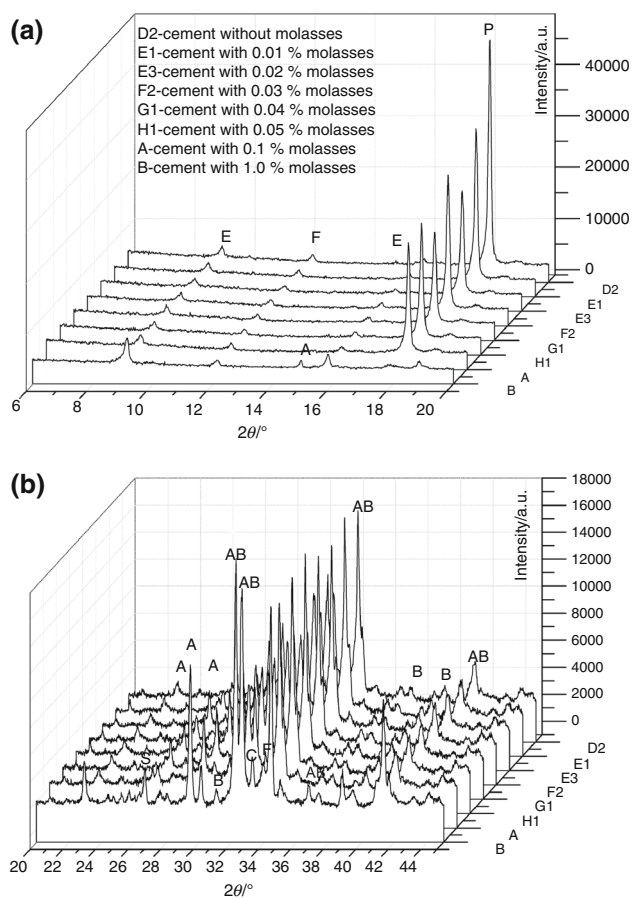 (a)
D2-cement without molasses
E1-cement with 0.01 % molasses
E3-cement with 0.02 % molasses
F2-cement with 0.03 % molasses
G1-cement with 0.04 % molasses
H1-cement with 0.05 % molasses
A-cement with 0.1 % molasses
B-cement with 1.0 % molasses
P
Intensity/a.u.
40000
30000
20000
10000
0
E
F
E
A
D2
E1
E3
F2
G1
H1
A
B
6
8
10
12
14
16
18
20
2θ/°
(b)
18000
16000
14000
12000
10000
8000
6000
4000
2000
0
Intensity/a.u.
AB
AB
AB
A
A
A
B
B
AB
S
B
C
F
AB
D2
E1
E3
F2
G1
H1
A
B
20
22
24
26
28
30
32
34
36
38
40
42
44
2θ/°